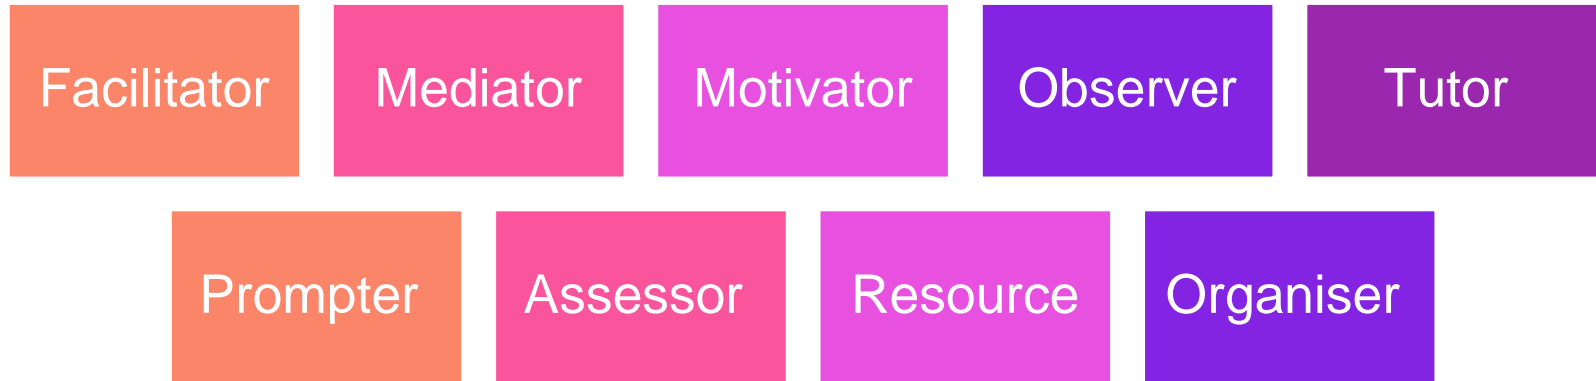 Facilitator Mediator Motivator Observer Tutor
Prompter Assessor Resource Organiser